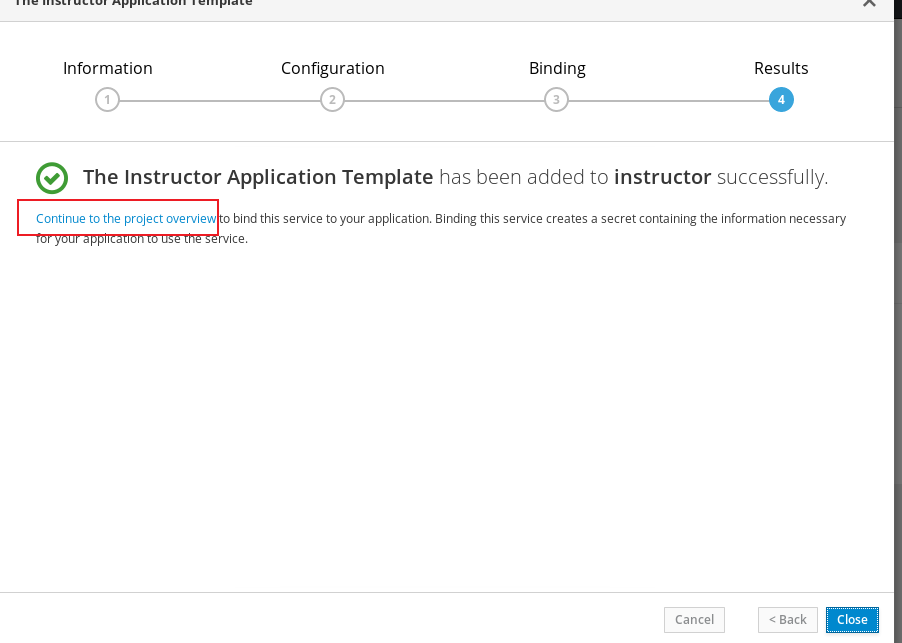 The Instructor Application Template
Information Configuration Binding Results
1 2 3 4
The Instructor Application Template has been added to instructor successfully.
Continue to the project overview to bind this service to your application. Binding this service creates a secret containing the information necessary
for your application to use the service.
Cancel < Back Close